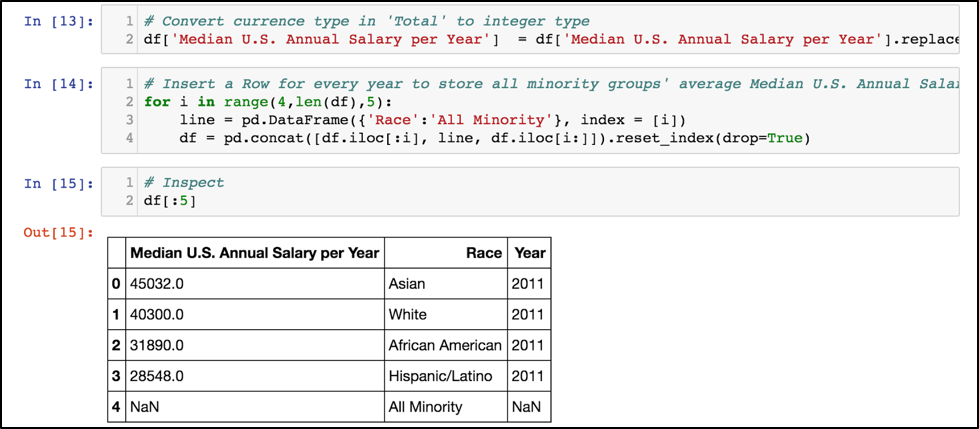 In [13]:
1 # Convert currence type in 'Total' to integer type
2 df['Median U.S. Annual Salary per Year']  = df['Median U.S. Annual Salary per Year'].replace
In [14]:
1 # Insert a Row for every year to store all minority groups' average Median U.S. Annual Salar
2 for i in range(4,len(df),5):
3     line = pd.DataFrame({'Race':'All Minority'}, index = [i])
4     df = pd.concat([df.iloc[:i], line, df.iloc[i:]]).reset_index(drop=True)
In [15]:
1 # Inspect
2 df[:5]
Out[15]:
Median U.S. Annual Salary per Year Race Year
0 45032.0 Asian 2011
1 40300.0 White 2011
2 31890.0 African American 2011
3 28548.0 Hispanic/Latino 2011
4 NaN All Minority NaN